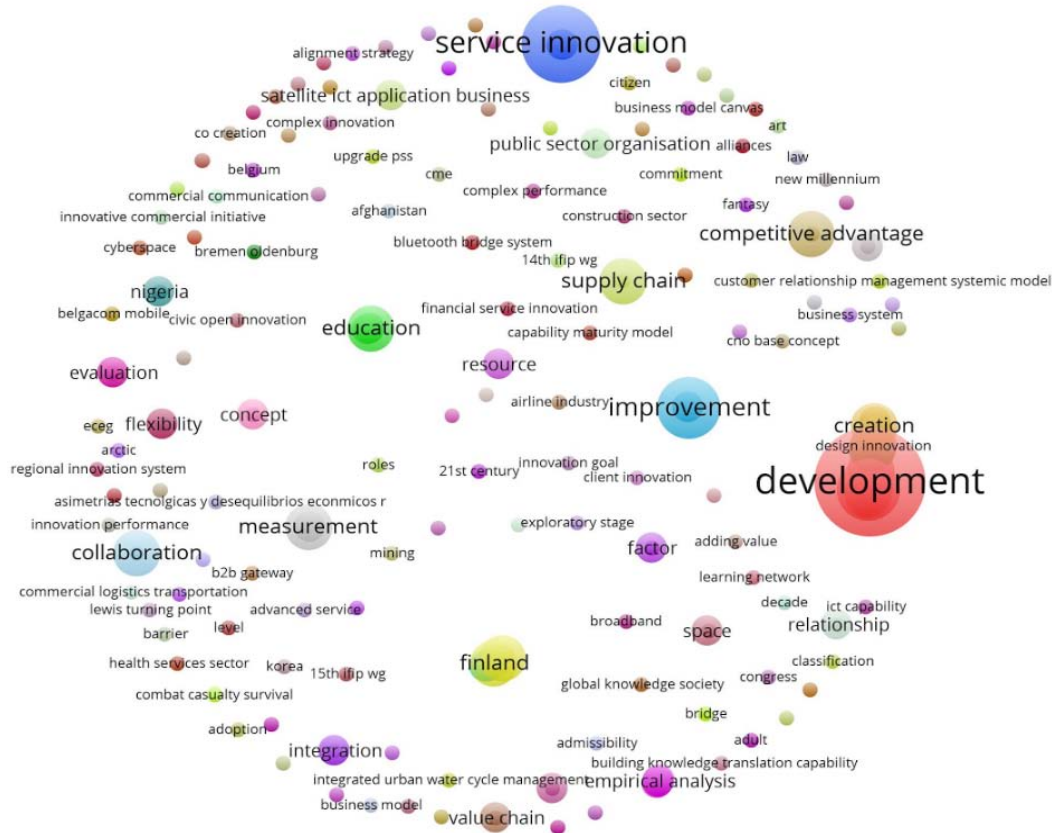 service innovation
alignment strategy
citizen
satellite ict application business
business model canvas
complex innovation
art
co creation
public sector organisation
alliances
upgrade pss
law
belgium
cme
commitment
new millennium
commercial communication
complex performance
fantasy
innovative commercial initiative
afghanistan
construction sector
competitive advantage
cyberspace
bremen oldenburg
bluetooth bridge system
14th ifip wg
supply chain
customer relationship management systemic model
nigeria
belgacom mobile
civic open innovation
financial service innovation
business system
education
capability maturity model
cno base concept
resource
evaluation
airline industry
improvement
concept
flexibility
eceg
creation
design innovation
arctic
regional innovation system
roles
21st century
innovation goal
client innovation
development
asimetrias tecnolgicas y desequilibrios econmicos r
innovation performance
measurement
exploratory stage
collaboration
mining
factor
adding value
b2b gateway
learning network
commercial logistics transportation
lewis turning point
advanced service
decade
ict capability
barrier
level
broadband
space
relationship
health services sector
korea
15th ifip wg
finland
classification
combat casualty survival
global knowledge society
congress
adoption
bridge
integration
admissibility
adult
building knowledge translation capability
integrated urban water cycle management
empirical analysis
business model
value chain